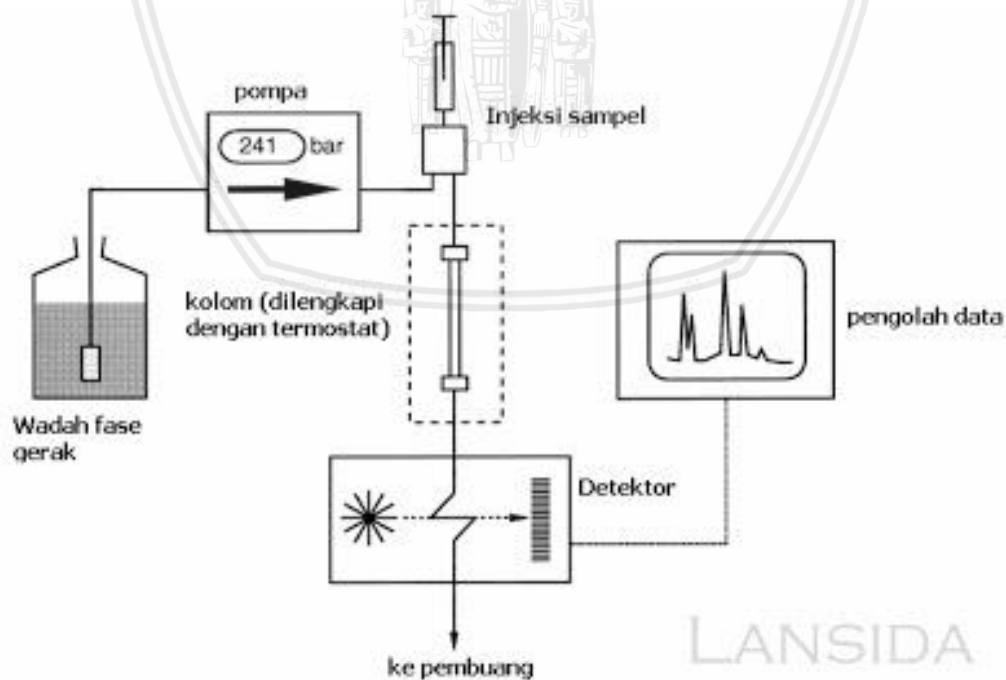 pompa
241 bar
Injeksi sampel
kolom (dilengkapi
dengan termostat)
pengolah data
Wadah fase
gerak
Detektor
ke pembuang
LANSIDA